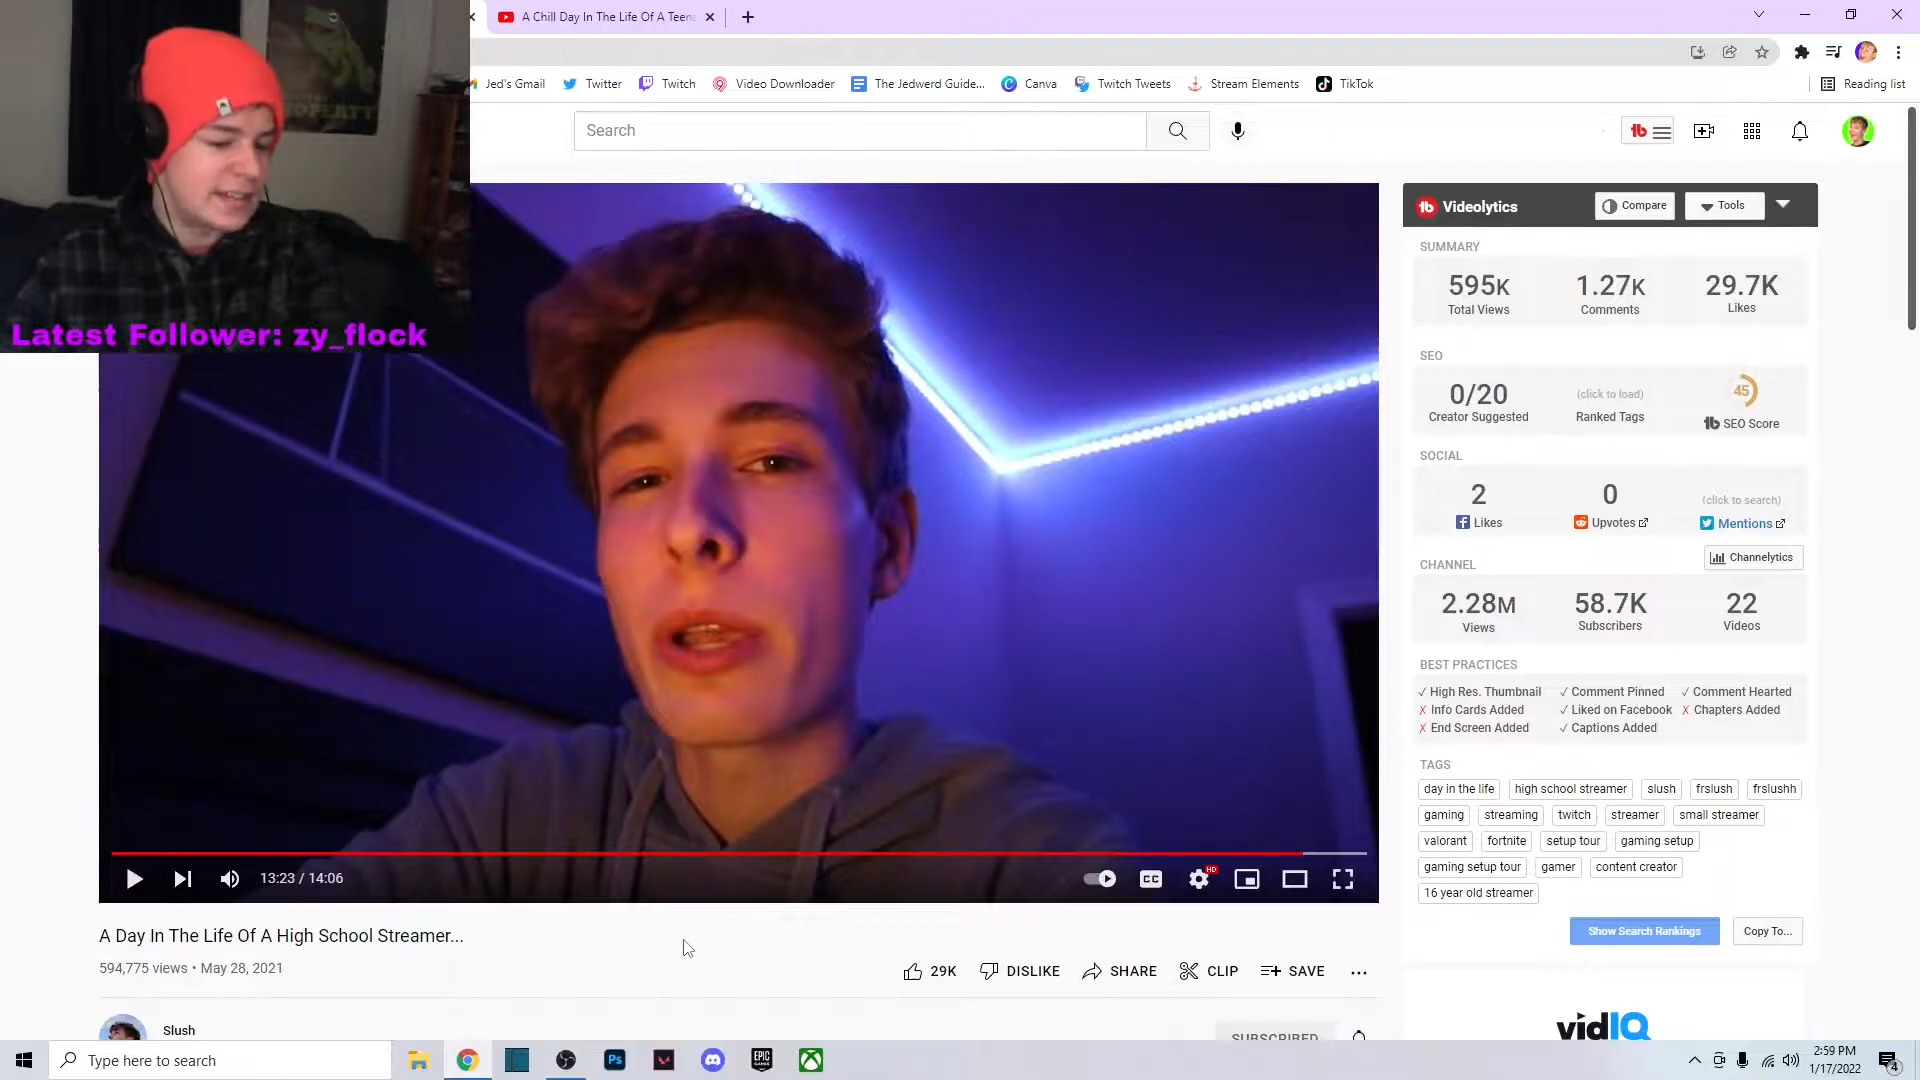 A Chill Day In The Life Of A Teena
Jed's Gmail
Twitter
Twitch
Video Downloader
The Jedwerd Guide...
Canva
Twitch Tweets
Stream Elements
TikTok
Reading list
Search
Latest Follower: zy_flock
Videolytics
Compare
Tools
SUMMARY
595K 1.27K 29.7K
Total Views Comments Likes
SEO
0/20 (click to load) 45
Creator Suggested Ranked Tags SEO Score
SOCIAL
2 0 (click to search)
Likes Upvotes Mentions
CHANNEL Channelytics
2.28M 58.7K 22
Views Subscribers Videos
BEST PRACTICES
High Res. Thumbnail Comment Pinned Comment Hearted
Info Cards Added Liked on Facebook Chapters Added
End Screen Added Captions Added
TAGS
day in the life high school streamer slush frslush frslushh
gaming streaming twitch streamer small streamer
valorant fortnite setup tour gaming setup
gaming setup tour gamer content creator
16 year old streamer
Show Search Rankings Copy To...
vidIQ
13:23 / 14:06
CC
HD
A Day In The Life Of A High School Streamer...
594,775 views • May 28, 2021
29K DISLIKE SHARE CLIP SAVE ...
Slush
SUBSCRIBED
Type here to search
Ps
EPIC GAMES
2:59 PM
1/17/2022
4